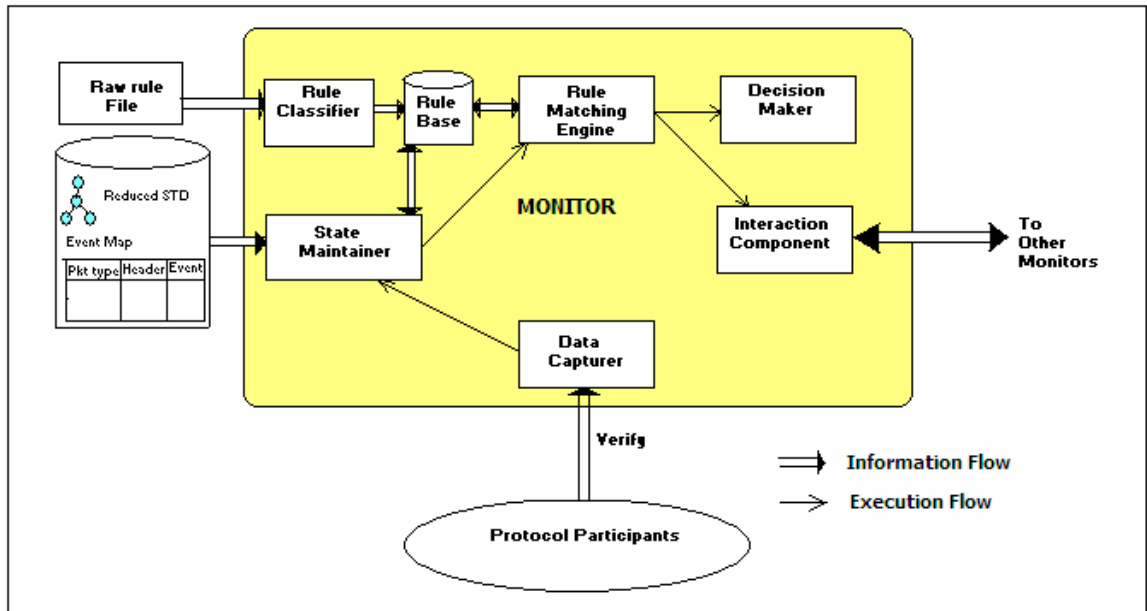 Raw rule
File
Rule
Classifier
Rule
Base
Rule
Matching
Engine
Decision
Maker
Reduced STD
Event Map
Pkt type Header Event
State
Maintainer
MONITOR
Interaction
Component
To
Other
Monitors
Data
Capturer
Verify
Information Flow
Execution Flow
Protocol Participants